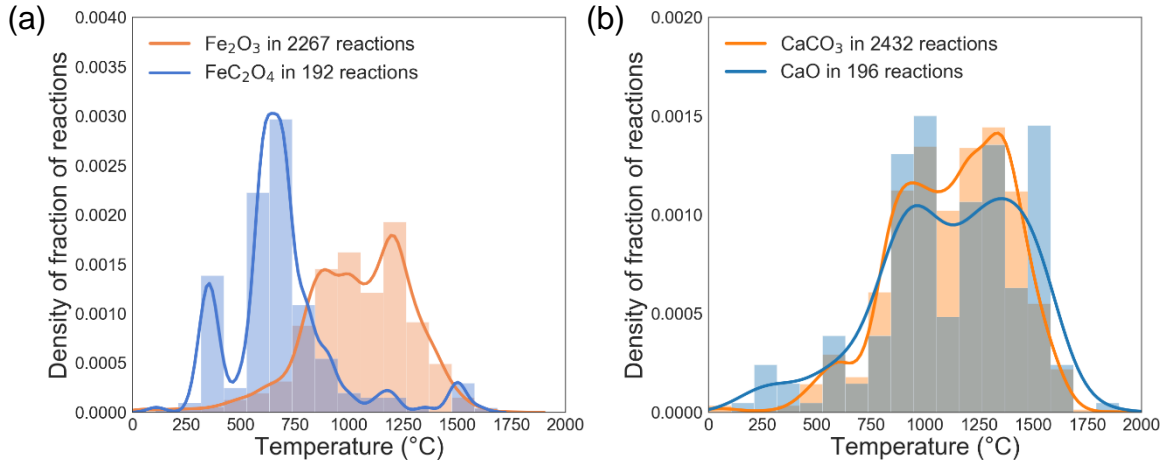 (a)
Density of fraction of reactions
0.0040
0.0035
0.0030
0.0025
0.0020
0.0015
0.0010
0.0005
0.0000
Fe₂O₃ in 2267 reactions
FeC₂O₄ in 192 reactions
0 250 500 750 1000 1250 1500 1750 2000
Temperature (°C)
(b)
Density of fraction of reactions
0.0020
0.0015
0.0010
0.0005
0.0000
CaCO₃ in 2432 reactions
CaO in 196 reactions
0 250 500 750 1000 1250 1500 1750 2000
Temperature (°C)